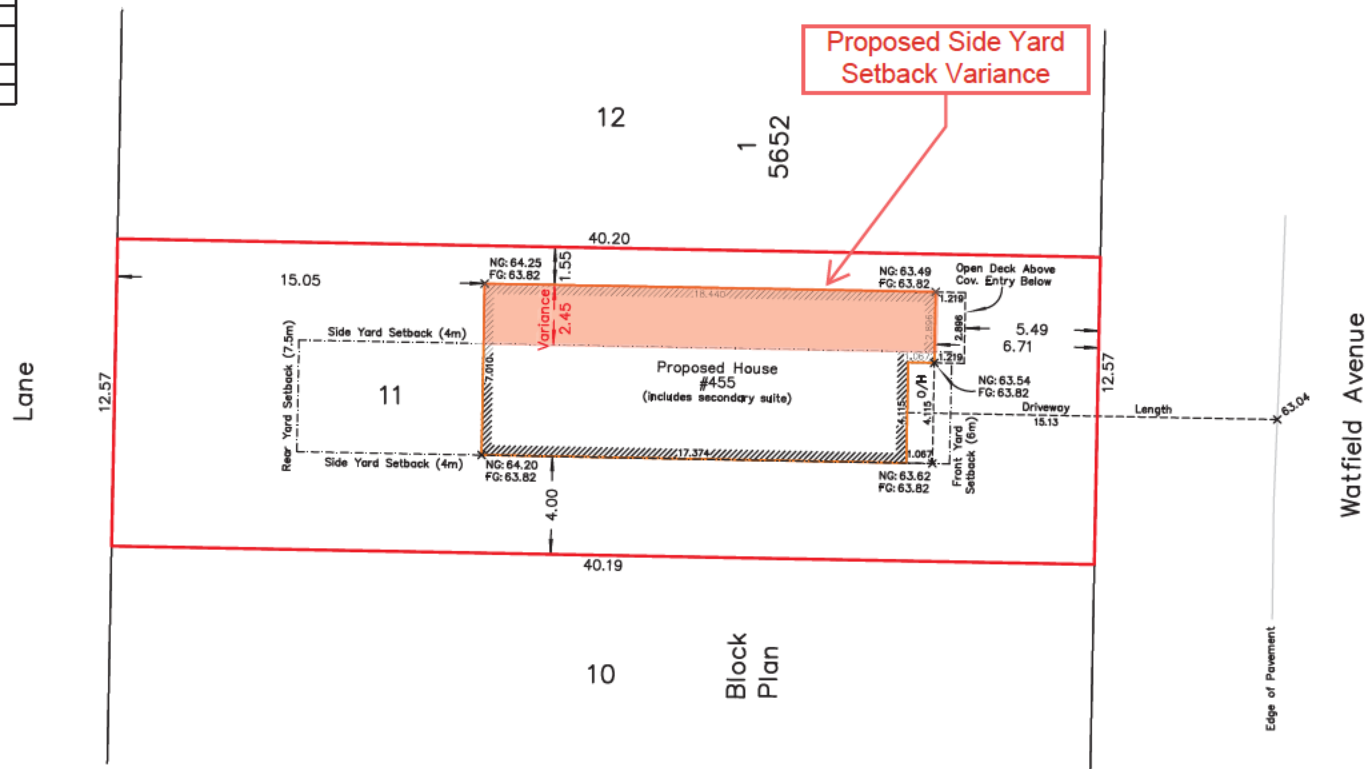 Proposed Side Yard
Setback Variance
12
1
5652
40.20
NG: 64.25
FG: 63.82
1.55
NG: 63.49
FG: 63.82
Open Deck Above
Cov. Entry Below
15.05
18.440
1.219
Variance
2.45
2.896
2.896
5.49
6.71
Side Yard Setback (4m)
Rear Yard Setback (7.5m)
1.067
1.219
Proposed House
#455
(includes secondary suite)
7.010
11
NG: 63.54
FG: 63.82
O/H
4.115
4.115
Driveway
Length
15.13
63.04
Lane
12.57
12.57
Watfield Avenue
Side Yard Setback (4m)
17.374
1.067
Front Yard
Setback (6m)
NG: 64.20
FG: 63.82
NG: 63.62
FG: 63.82
4.00
40.19
10
Block
Plan
Edge of Pavement